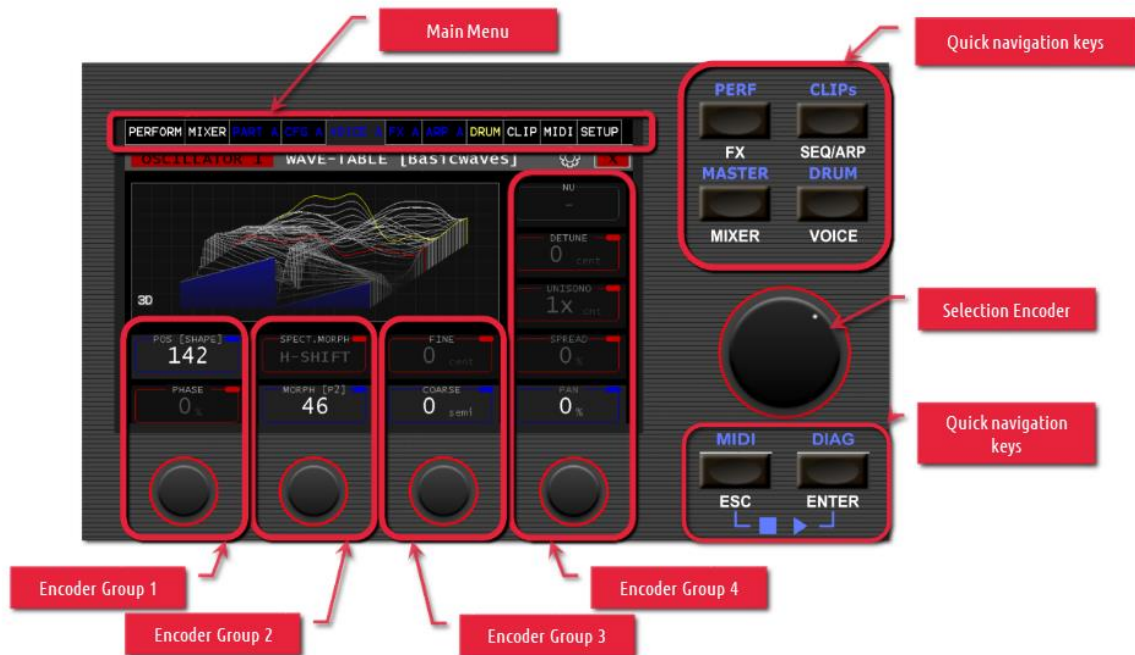 Main Menu
Quick navigation keys
PERF CLIPs
FX SEQ/ARP
MASTER DRUM
MIXER VOICE
PERFORM MIXER PART A CFG A VOICE A FX A ARP A DRUM CLIP MIDI SETUP
OSCILLATOR 1 WAVE-TABLE [Basicwaves] X
3D
NU
-
DETUNE
0 cent
UNISONO
1x cnt
POS [SHAPE]
142
SPECT.MORPH
H-SHIFT
FINE
0 cent
SPREAD
0 %
PHASE
0 %
MORPH [P2]
46
COARSE
0 semi
PAN
0 %
Selection Encoder
Quick navigation
keys
MIDI DIAG
ESC ENTER
Encoder Group 1
Encoder Group 2
Encoder Group 3
Encoder Group 4